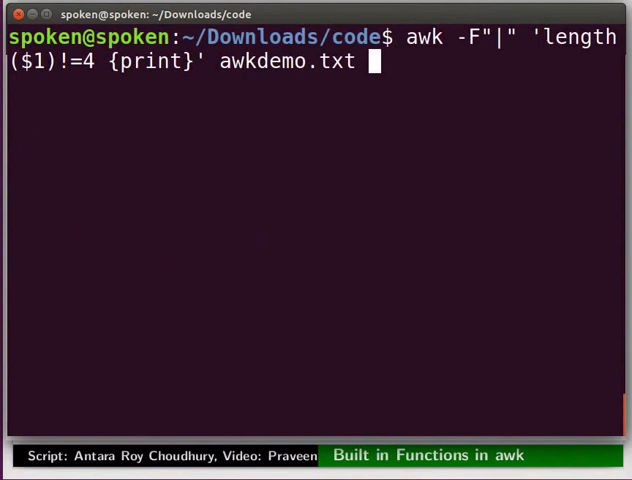 spoken@spoken: ~/Downloads/code
spoken@spoken:~/Downloads/code$ awk -F"|" 'length
($1)!=4 {print}' awkdemo.txt
Script: Antara Roy Choudhury, Video: Praveen
Built in Functions in awk